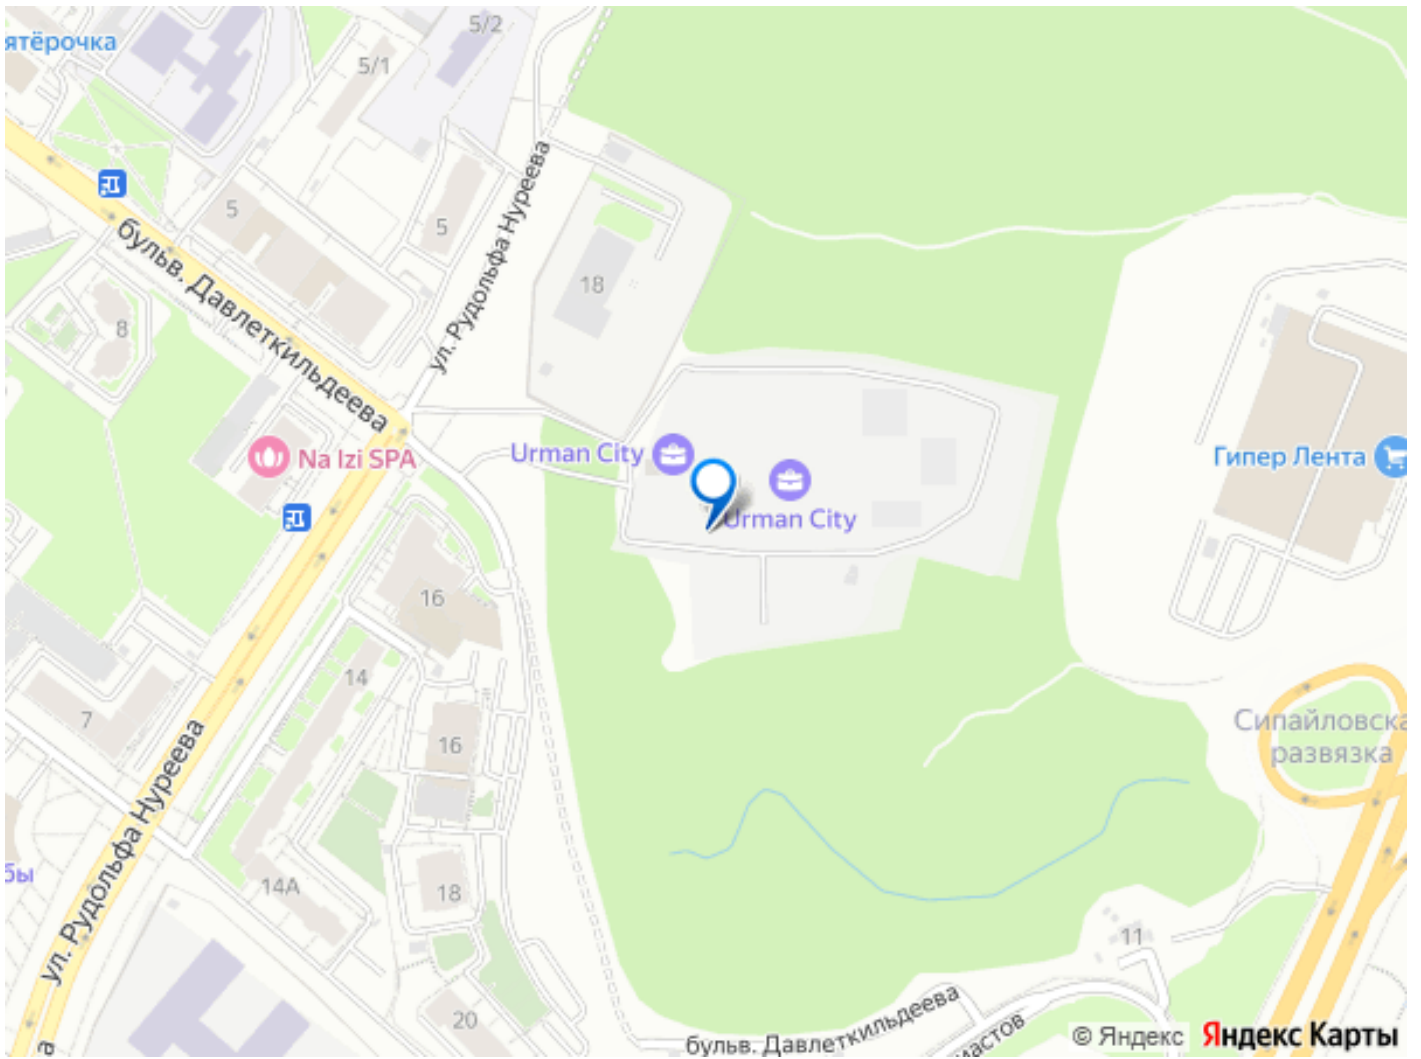 ятёрочка
5/2
5/1
5
5
ул. Рудольфа Нуреева
бульв. Давлеткильдеева
18
8
Na Izi SPA
Urman City
Urman City
Гипер Лента
16
14
7
16
Сипайловска
развязка
ул. Рудольфа Нуреева
бы
14А
18
11
20
бульв. Давлеткильдеева
иастов
а
© Яндекс Яндекс Карты